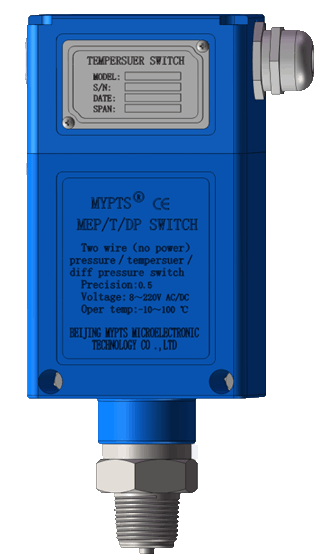 TEMPERSUER SWITCH
MODEL:
S/N:
DATE:
SPAN:
MYPTS® CE
MEP/T/DP SWITCH
Two wire (no power)
pressure/tempersuer/
diff pressure switch
Precision:0.5
Voltage:8～220V AC/DC
Oper temp:-10～100 ℃
BEIJING MYPTS MICROELECTRONIC
TECHNOLOGY CO .,LTD